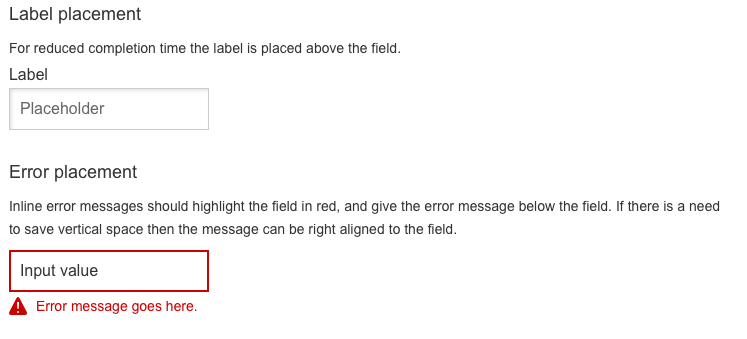 Label placement
For reduced completion time the label is placed above the field.
Label
Placeholder
Error placement
Inline error messages should highlight the field in red, and give the error message below the field. If there is a need
to save vertical space then the message can be right aligned to the field.
Input value
Error message goes here.